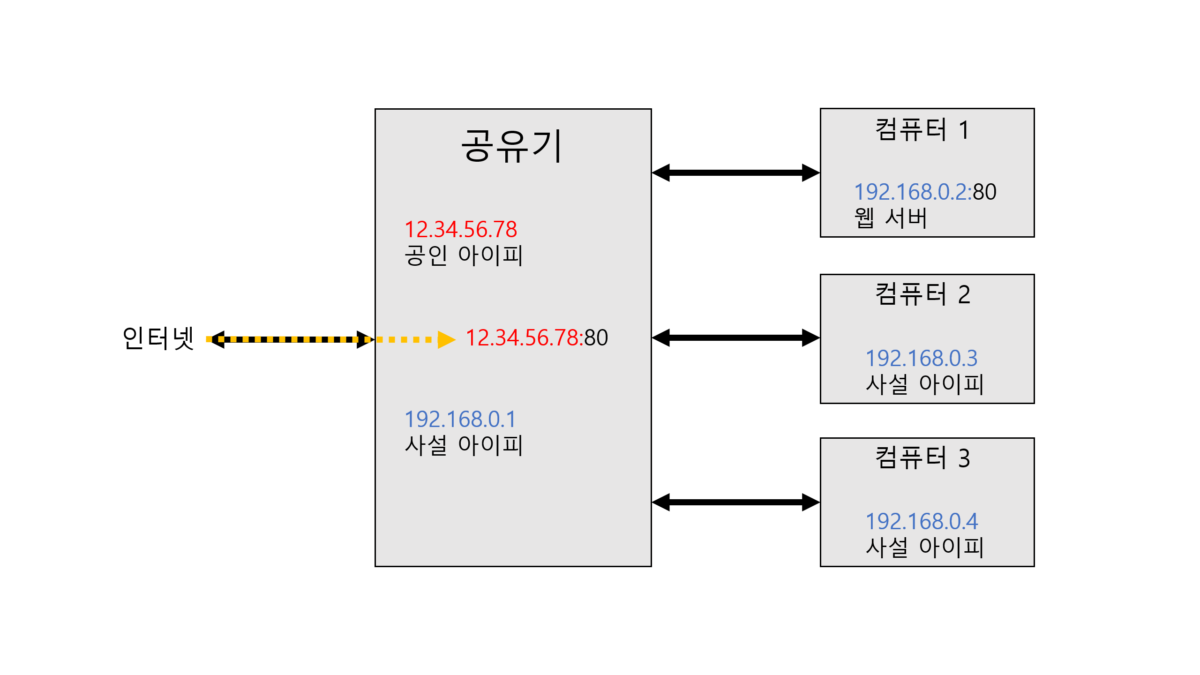 공유기
12.34.56.78
공인 아이피
인터넷
12.34.56.78:80
192.168.0.1
사설 아이피
컴퓨터 1
192.168.0.2:80
웹 서버
컴퓨터 2
192.168.0.3
사설 아이피
컴퓨터 3
192.168.0.4
사설 아이피